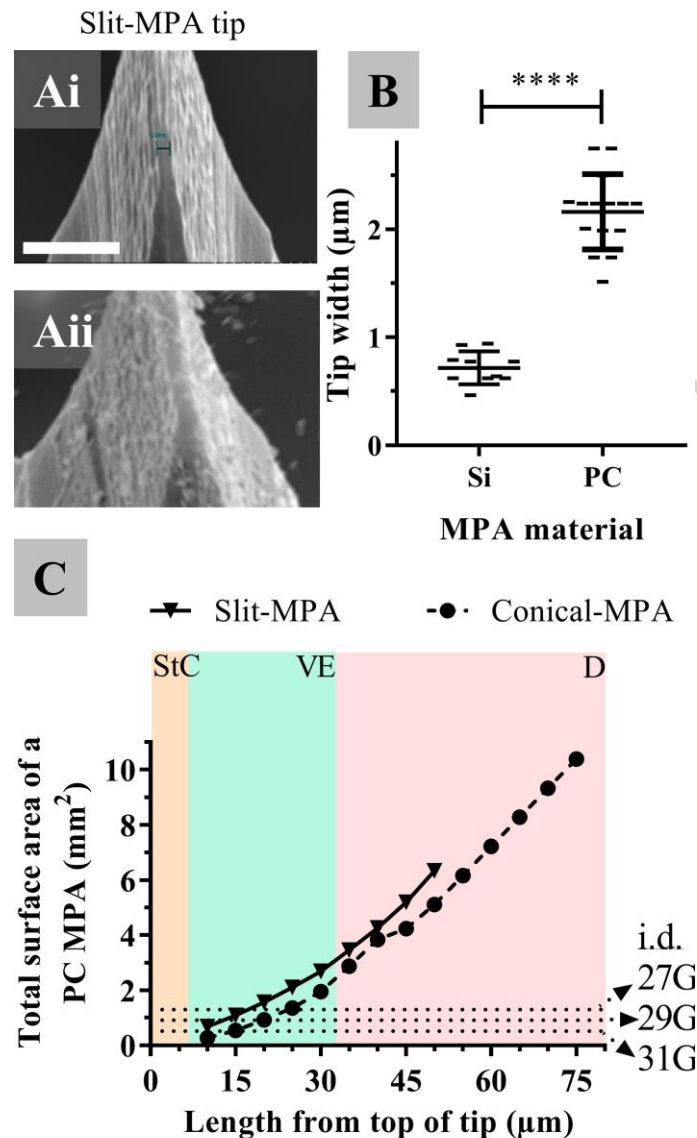 Slit-MPA tip
Ai
Aii
B
****
Tip width (µm)
2
1
0
Si
PC
MPA material
C
Slit-MPA
Conical-MPA
StC
VE
D
Total surface area of a
PC MPA (mm²)
10
8
6
4
2
0
0
15
30
45
60
75
Length from top of tip (µm)
i.d.
27G
29G
31G